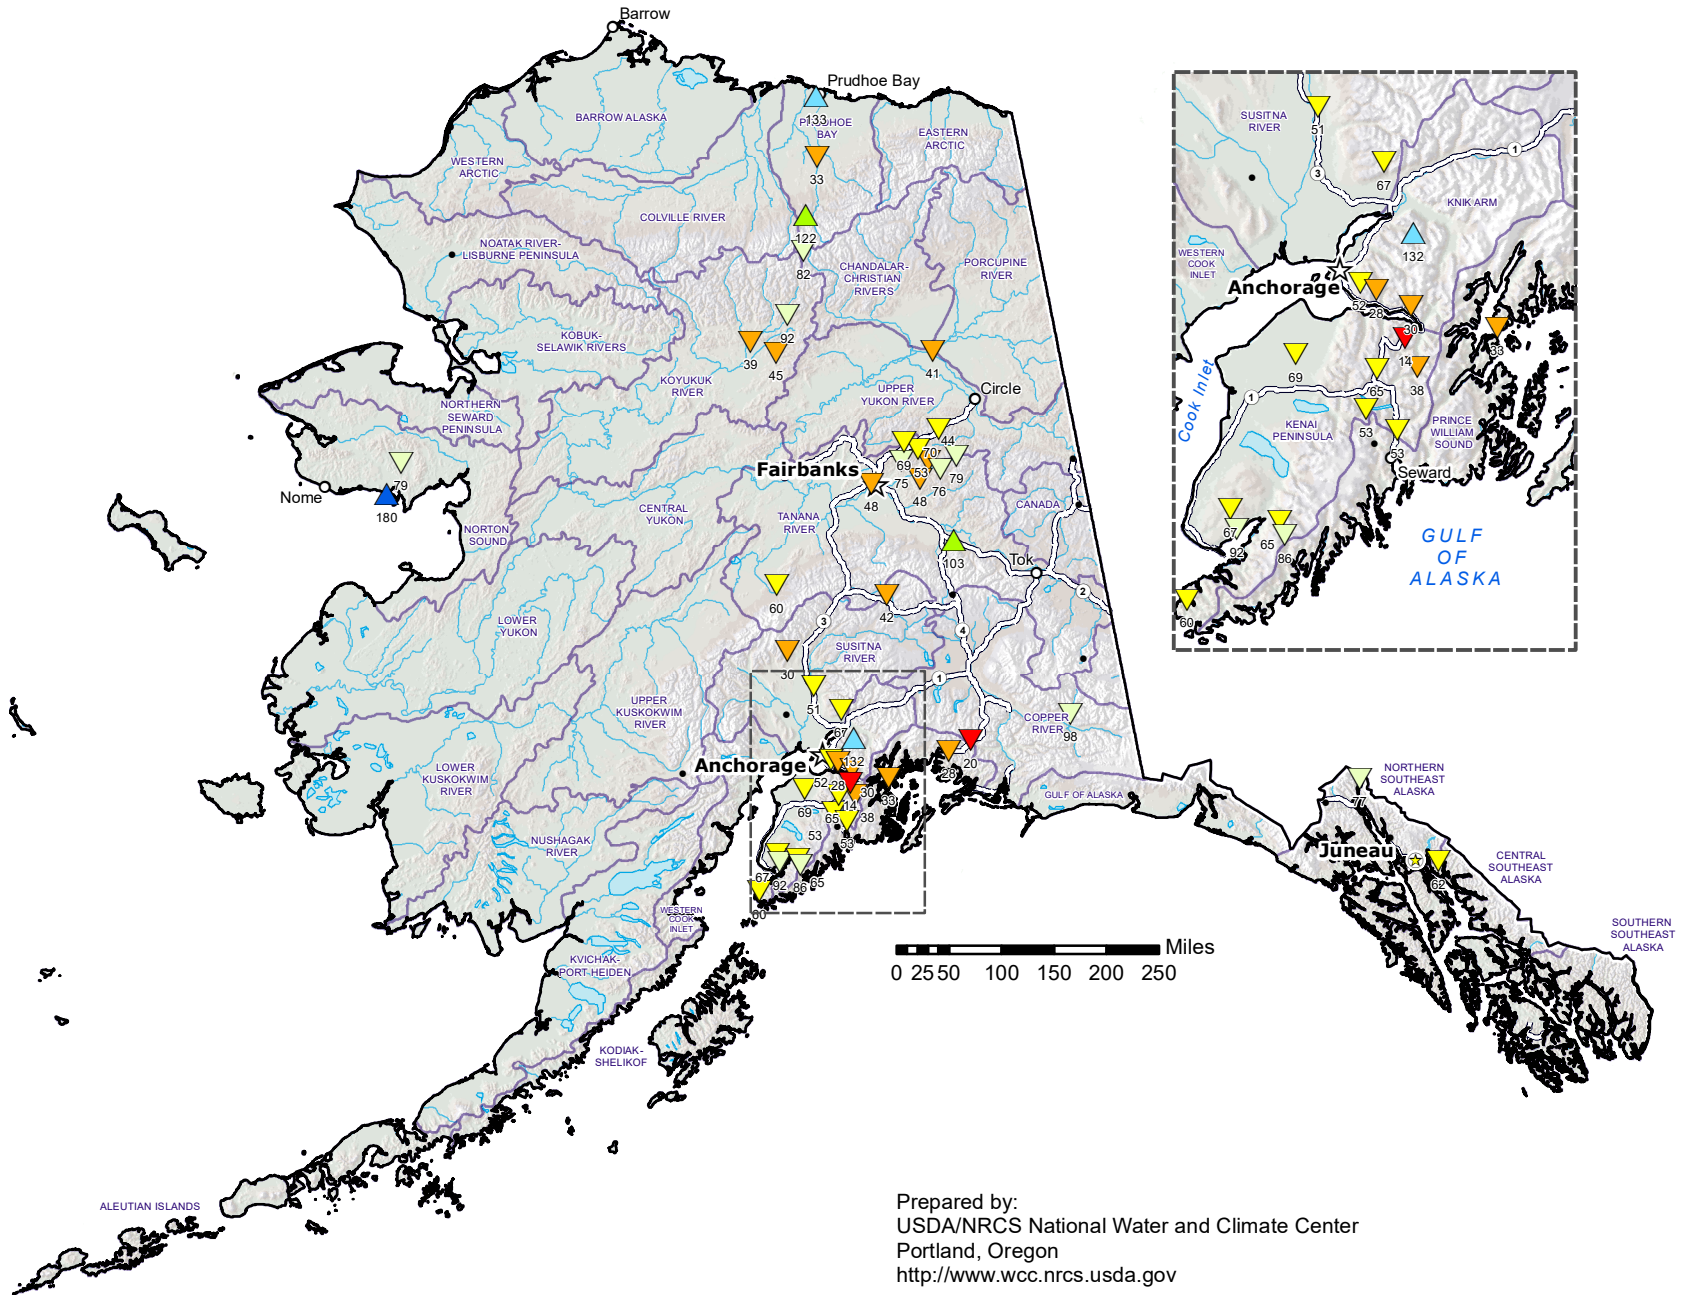 Barrow
Prudhoe Bay
133
PRUDHOE
BAY
BARROW ALASKA
EASTERN
ARCTIC
WESTERN
ARCTIC
33
COLVILLE RIVER
122
82
NOATAK RIVER-
LISBURNE PENINSULA
CHANDALAR-
CHRISTIAN
RIVERS
PORCUPINE
RIVER
92
KOBUK-
SELAWIK RIVERS
39
45
41
KOYUKUK
RIVER
UPPER
YUKON RIVER
Circle
NORTHERN
SEWARD
PENINSULA
44
70
69
53
75
79
76
48
Fairbanks
48
79
Nome
180
NORTON
SOUND
CENTRAL
YUKON
TANANA
RIVER
CANADA
103
Tok
2
60
42
3
4
LOWER
YUKON
SUSITNA
RIVER
30
1
51
67
UPPER
KUSKOKWIM
RIVER
COPPER
RIVER
98
132
Anchorage
52
28
30
33
28
20
14
69
65
38
53
53
LOWER
KUSKOKWIM
RIVER
GULF OF ALASKA
NUSHAGAK
RIVER
67
92
86
65
60
WESTERN
COOK
INLET
KVICHAK-
PORT HEIDEN
KODIAK-
SHELIKOF
ALEUTIAN ISLANDS
NORTHERN
SOUTHEAST
ALASKA
77
Juneau
62
CENTRAL
SOUTHEAST
ALASKA
SOUTHERN
SOUTHEAST
ALASKA
Miles
0 25 50 100 150 200 250
SUSITNA
RIVER
51
3
67
1
KNIK ARM
132
WESTERN
COOK
INLET
Anchorage
52
28
30
33
14
38
69
65
Cook Inlet
1
53
KENAI
PENINSULA
53
PRINCE
WILLIAM
SOUND
Seward
67
92
65
86
60
GULF
OF
ALASKA
Prepared by:
USDA/NRCS National Water and Climate Center
Portland, Oregon
http://www.wcc.nrcs.usda.gov